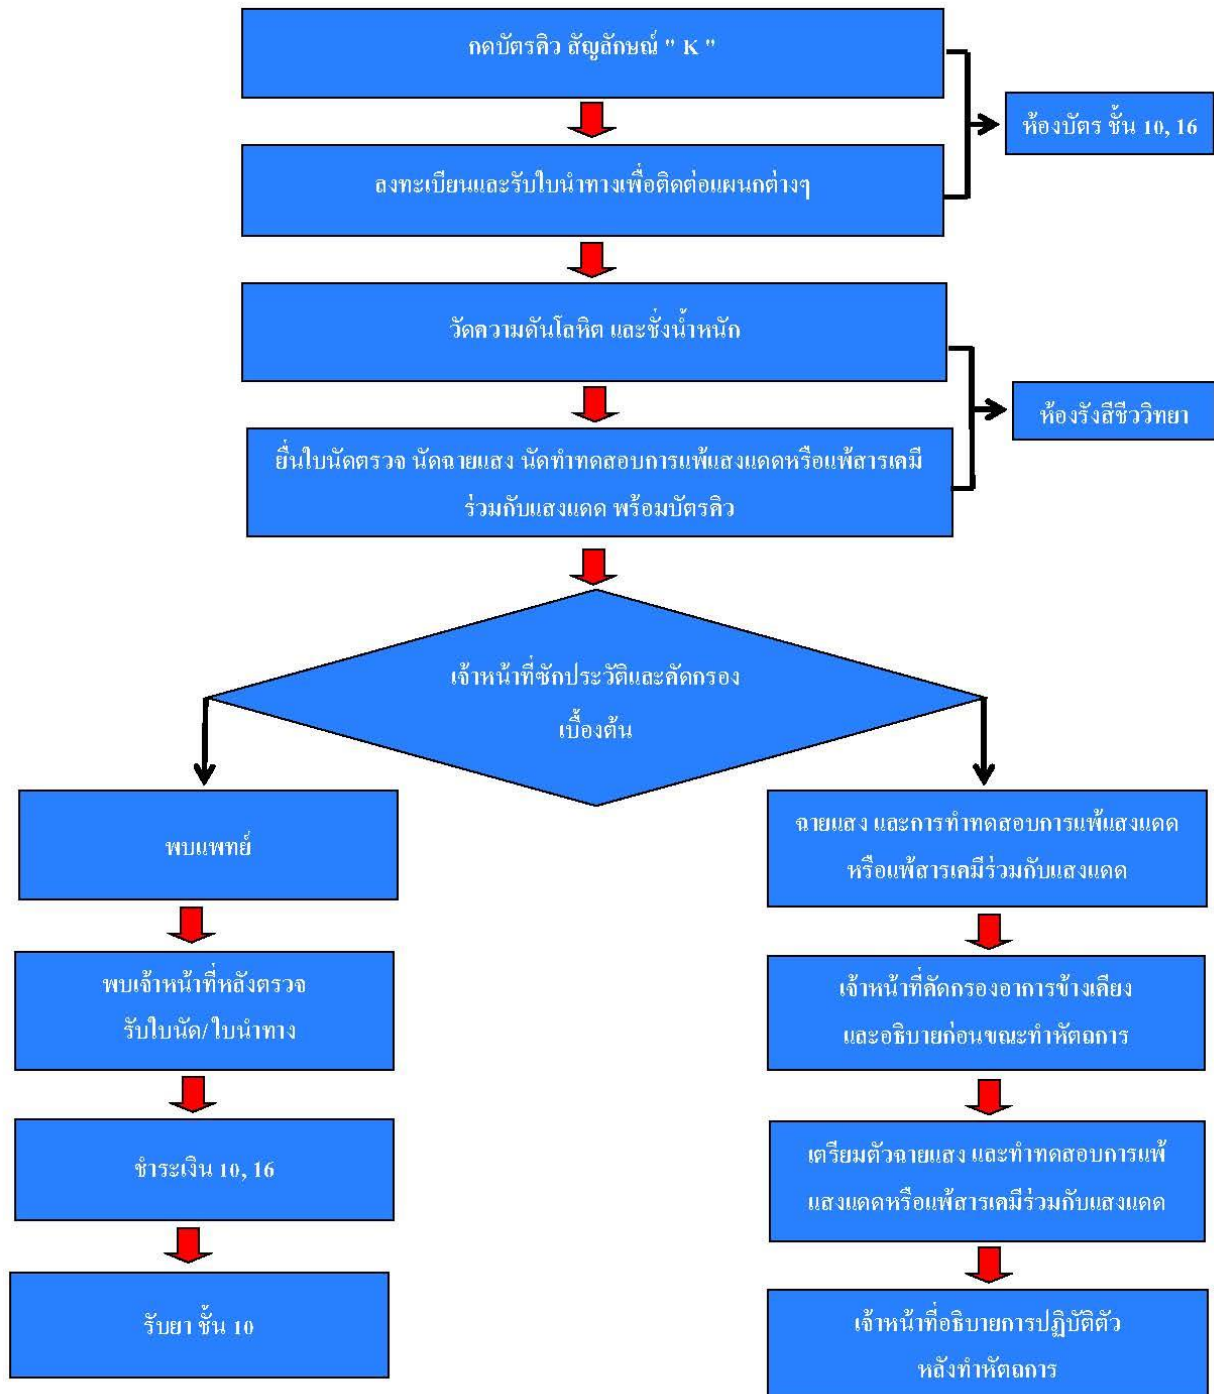 กดบัตรคิว สัญลักษณ์ " K "
ห้องบัตร ชั้น 10, 16
ลงทะเบียนและรับใบนำทางเพื่อติดต่อแผนกต่างๆ
วัดความดันโลหิต และชั่งน้ำหนัก
ห้องรังสีชีววิทยา
ยื่นใบนัดตรวจ นัดฉายแสง นัดทำทดสอบการแพ้แสงแดดหรือแพ้สารเคมี
ร่วมกับแสงแดด พร้อมบัตรคิว
เจ้าหน้าที่ซักประวัติและคัดกรอง
เบื้องต้น
พบแพทย์
พบเจ้าหน้าที่หลังตรวจ
รับใบนัด/ ใบนำทาง
ชำระเงิน 10, 16
รับยา ชั้น 10
ฉายแสง และการทำทดสอบการแพ้แสงแดด
หรือแพ้สารเคมีร่วมกับแสงแดด
เจ้าหน้าที่คัดกรองอาการข้างเคียง
และอธิบายก่อนขณะทำหัตถการ
เตรียมตัวฉายแสง และทำทดสอบการแพ้
แสงแดดหรือแพ้สารเคมีร่วมกับแสงแดด
เจ้าหน้าที่อธิบายการปฏิบัติตัว
หลังทำหัตถการ